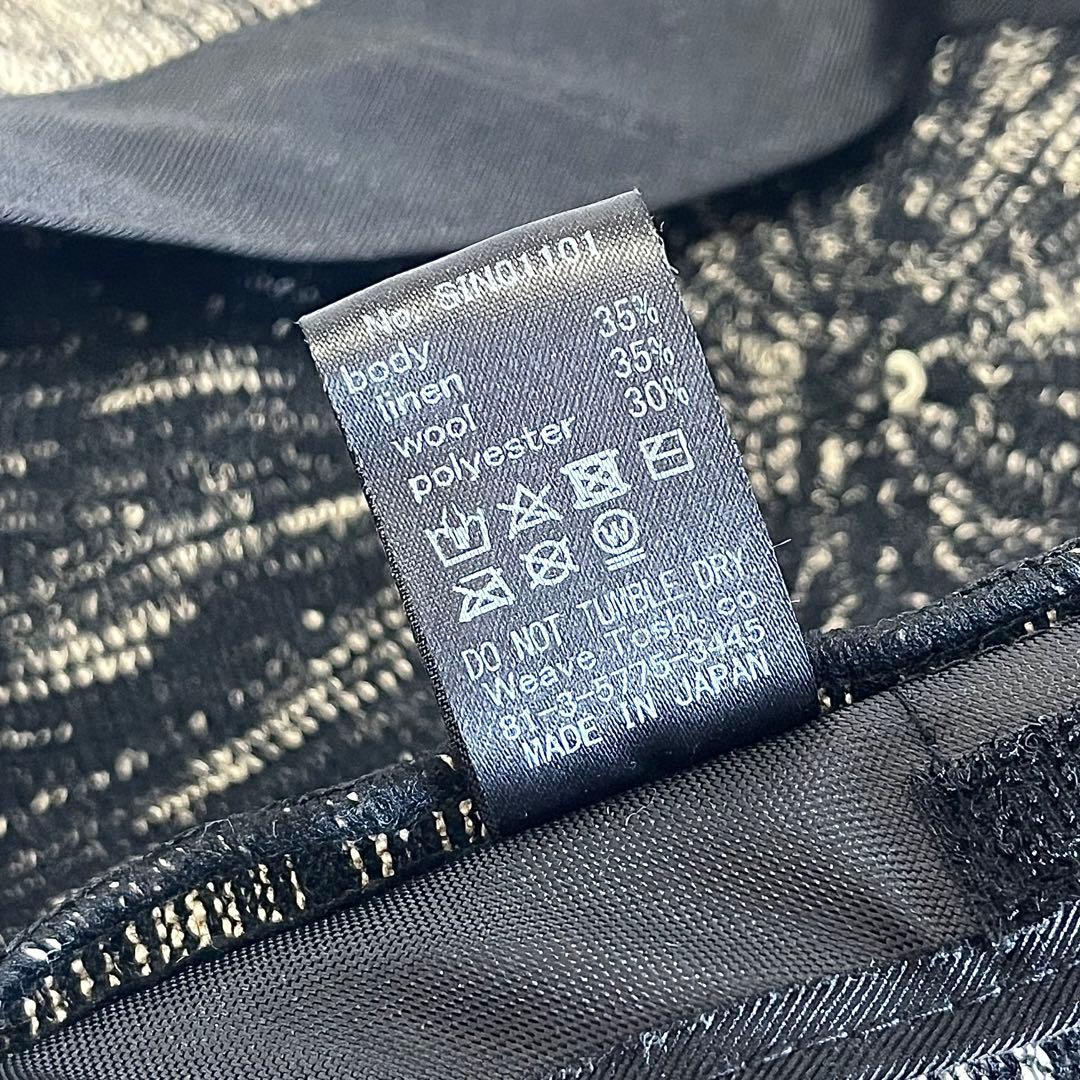 No. SIN01101
body
linen 35%
wool 35%
polyester 30%
W
DO NOT TUMBLE DRY
Weave Toshi.co
81-3-5775-3445
MADE IN JAPAN